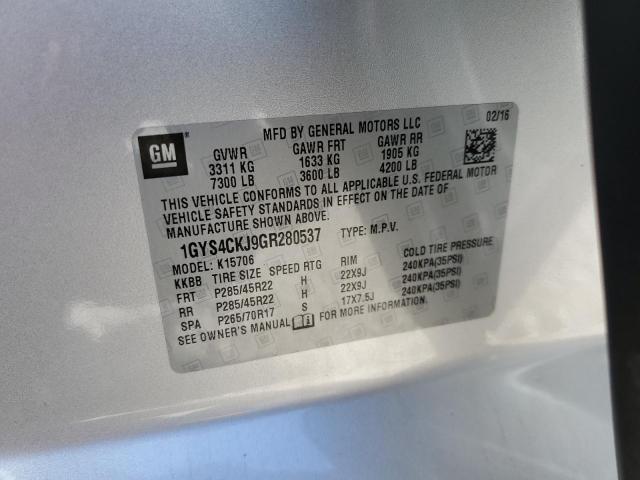 GM
MFD BY GENERAL MOTORS LLC 02/16
GVWR GAWR FRT GAWR RR
3311 KG 1633 KG 1905 KG
7300 LB 3600 LB 4200 LB
THIS VEHICLE CONFORMS TO ALL APPLICABLE U.S. FEDERAL MOTOR
VEHICLE SAFETY STANDARDS IN EFFECT ON THE DATE OF
MANUFACTURE SHOWN ABOVE.
1GYS4CKJ9GR280537 TYPE: M.P.V.
MODEL: K15706
KKBB TIRE SIZE SPEED RTG RIM COLD TIRE PRESSURE
FRT P285/45R22 H 22X9J 240KPA(35PSI)
RR P285/45R22 H 22X9J 240KPA(35PSI)
SPA P265/70R17 S 17X7.5J 240KPA(35PSI)
SEE OWNER'S MANUAL FOR MORE INFORMATION.